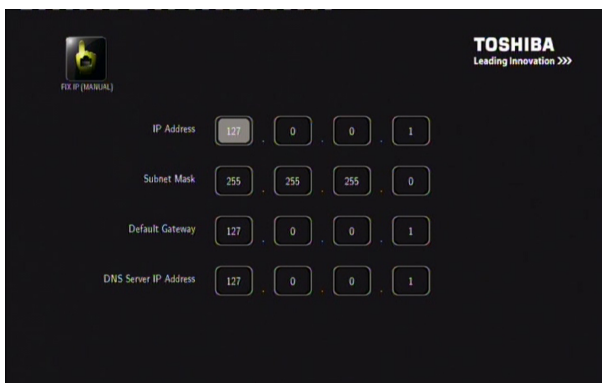 TOSHIBA
Leading Innovation >>>
FIX IP (MANUAL)
IP Address 127 . 0 . 0 . 1
Subnet Mask 255 . 255 . 255 . 0
Default Gateway 127 . 0 . 0 . 1
DNS Server IP Address 127 . 0 . 0 . 1